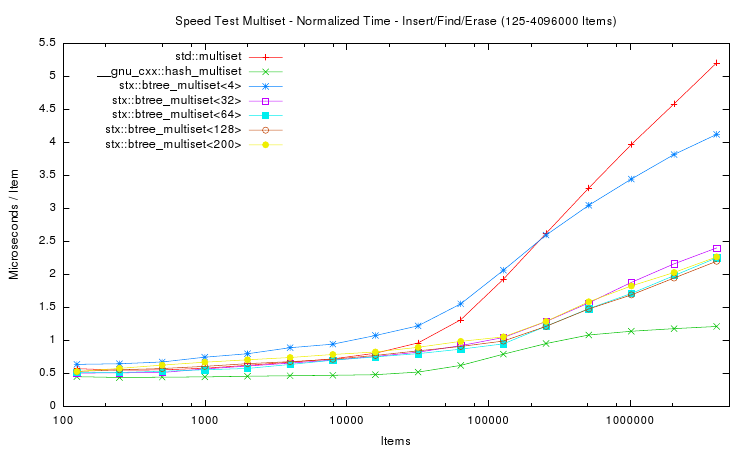 Speed Test Multiset - Normalized Time - Insert/Find/Erase (125-4096000 Items)
5.5
5
4.5
4
3.5
3
2.5
2
1.5
1
0.5
0
Microseconds / Item
std::multiset
__gnu_cxx::hash_multiset
stx::btree_multiset<4>
stx::btree_multiset<32>
stx::btree_multiset<64>
stx::btree_multiset<128>
stx::btree_multiset<200>
100
1000
10000
100000
1000000
Items